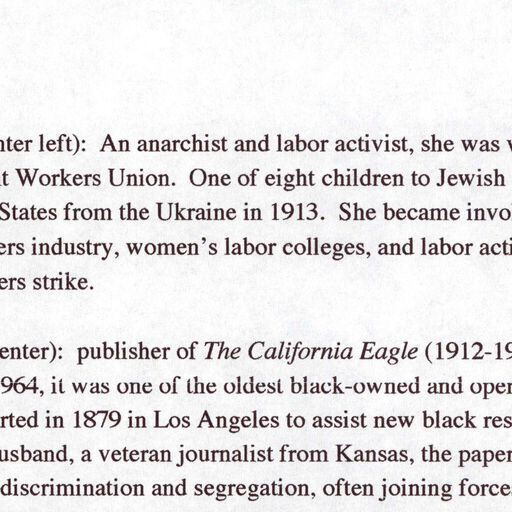 nter left): An anarchist and labor activist, she was v
t Workers Union. One of eight children to Jewish
States from the Ukraine in 1913. She became invol
ers industry, women's labor colleges, and labor acti
ers strike.
enter): publisher of The California Eagle (1912-19
964, it was one of the oldest black-owned and oper
rted in 1879 in Los Angeles to assist new black res
usband, a veteran journalist from Kansas, the paper
discrimination and segregation, often joining forces